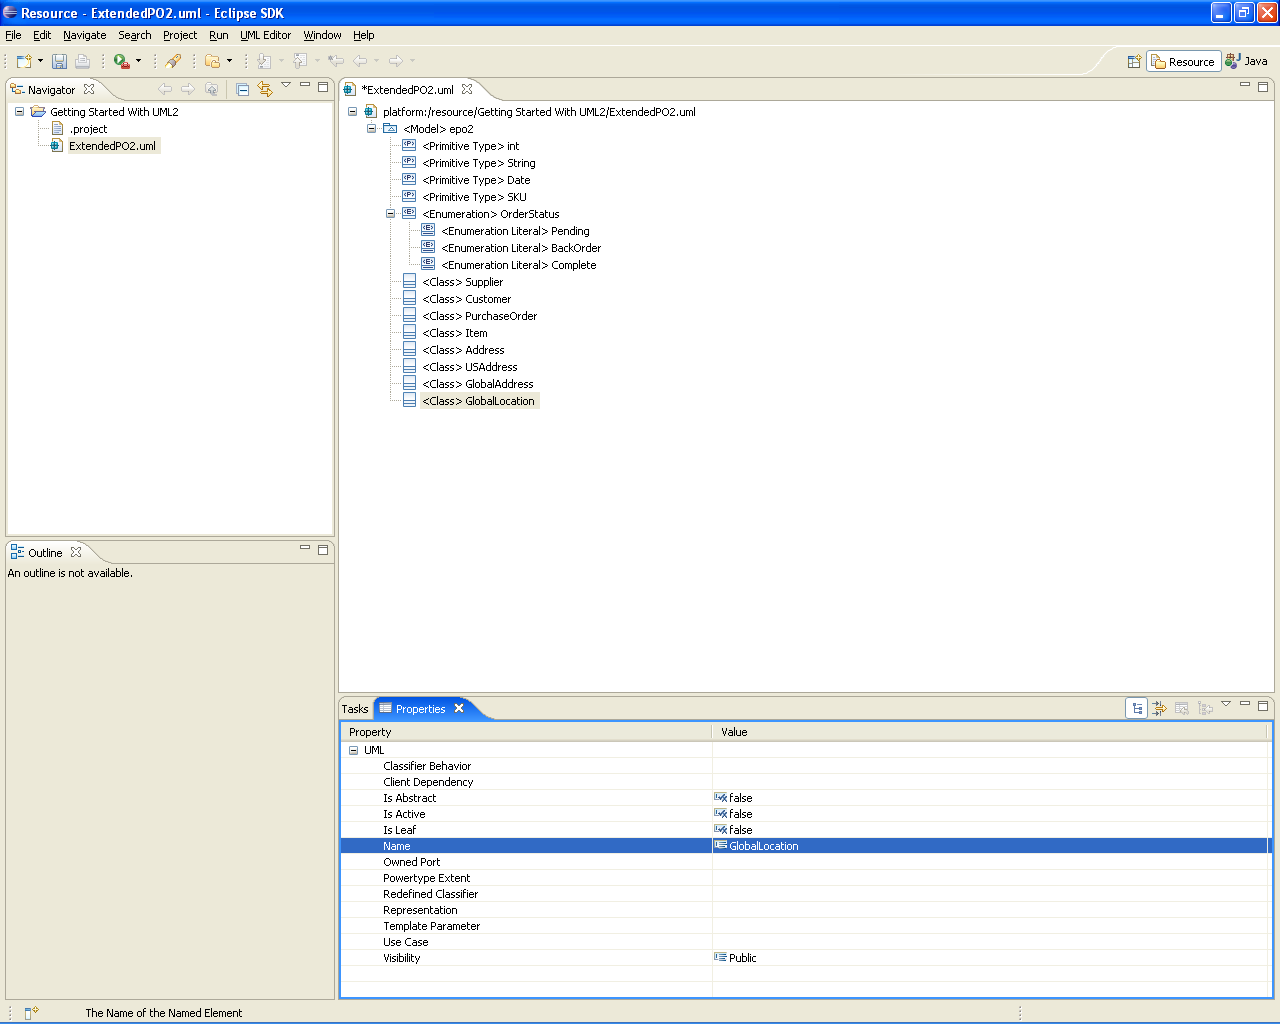 Resource - ExtendedPO2.uml - Eclipse SDK
File Edit Navigate Search Project Run UML Editor Window Help
Resource Java
Navigator
Getting Started With UML2
.project
ExtendedPO2.uml
*ExtendedPO2.uml
platform:/resource/Getting Started With UML2/ExtendedPO2.uml
<Model> epo2
<Primitive Type> int
<Primitive Type> String
<Primitive Type> Date
<Primitive Type> SKU
<Enumeration> OrderStatus
<Enumeration Literal> Pending
<Enumeration Literal> BackOrder
<Enumeration Literal> Complete
<Class> Supplier
<Class> Customer
<Class> PurchaseOrder
<Class> Item
<Class> Address
<Class> USAddress
<Class> GlobalAddress
<Class> GlobalLocation
Outline
An outline is not available.
Tasks Properties
Property Value
UML
Classifier Behavior
Client Dependency
Is Abstract false
Is Active false
Is Leaf false
Name GlobalLocation
Owned Port
Powertype Extent
Redefined Classifier
Representation
Template Parameter
Use Case
Visibility Public
The Name of the Named Element